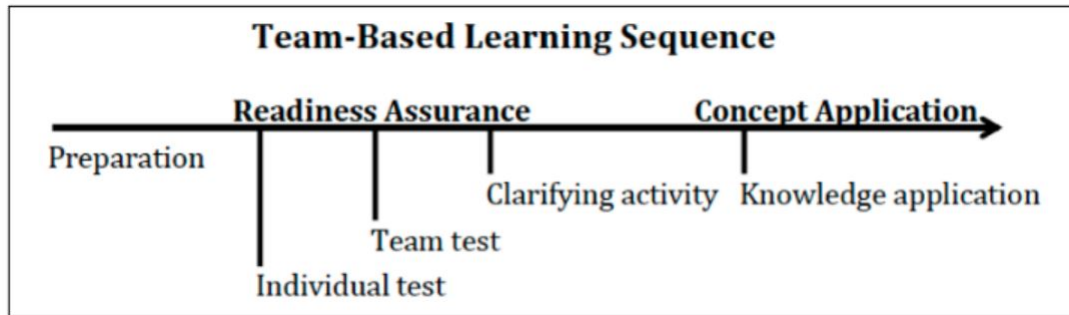 Team-Based Learning Sequence
Readiness Assurance Concept Application
Preparation
Clarifying activity Knowledge application
Team test
Individual test